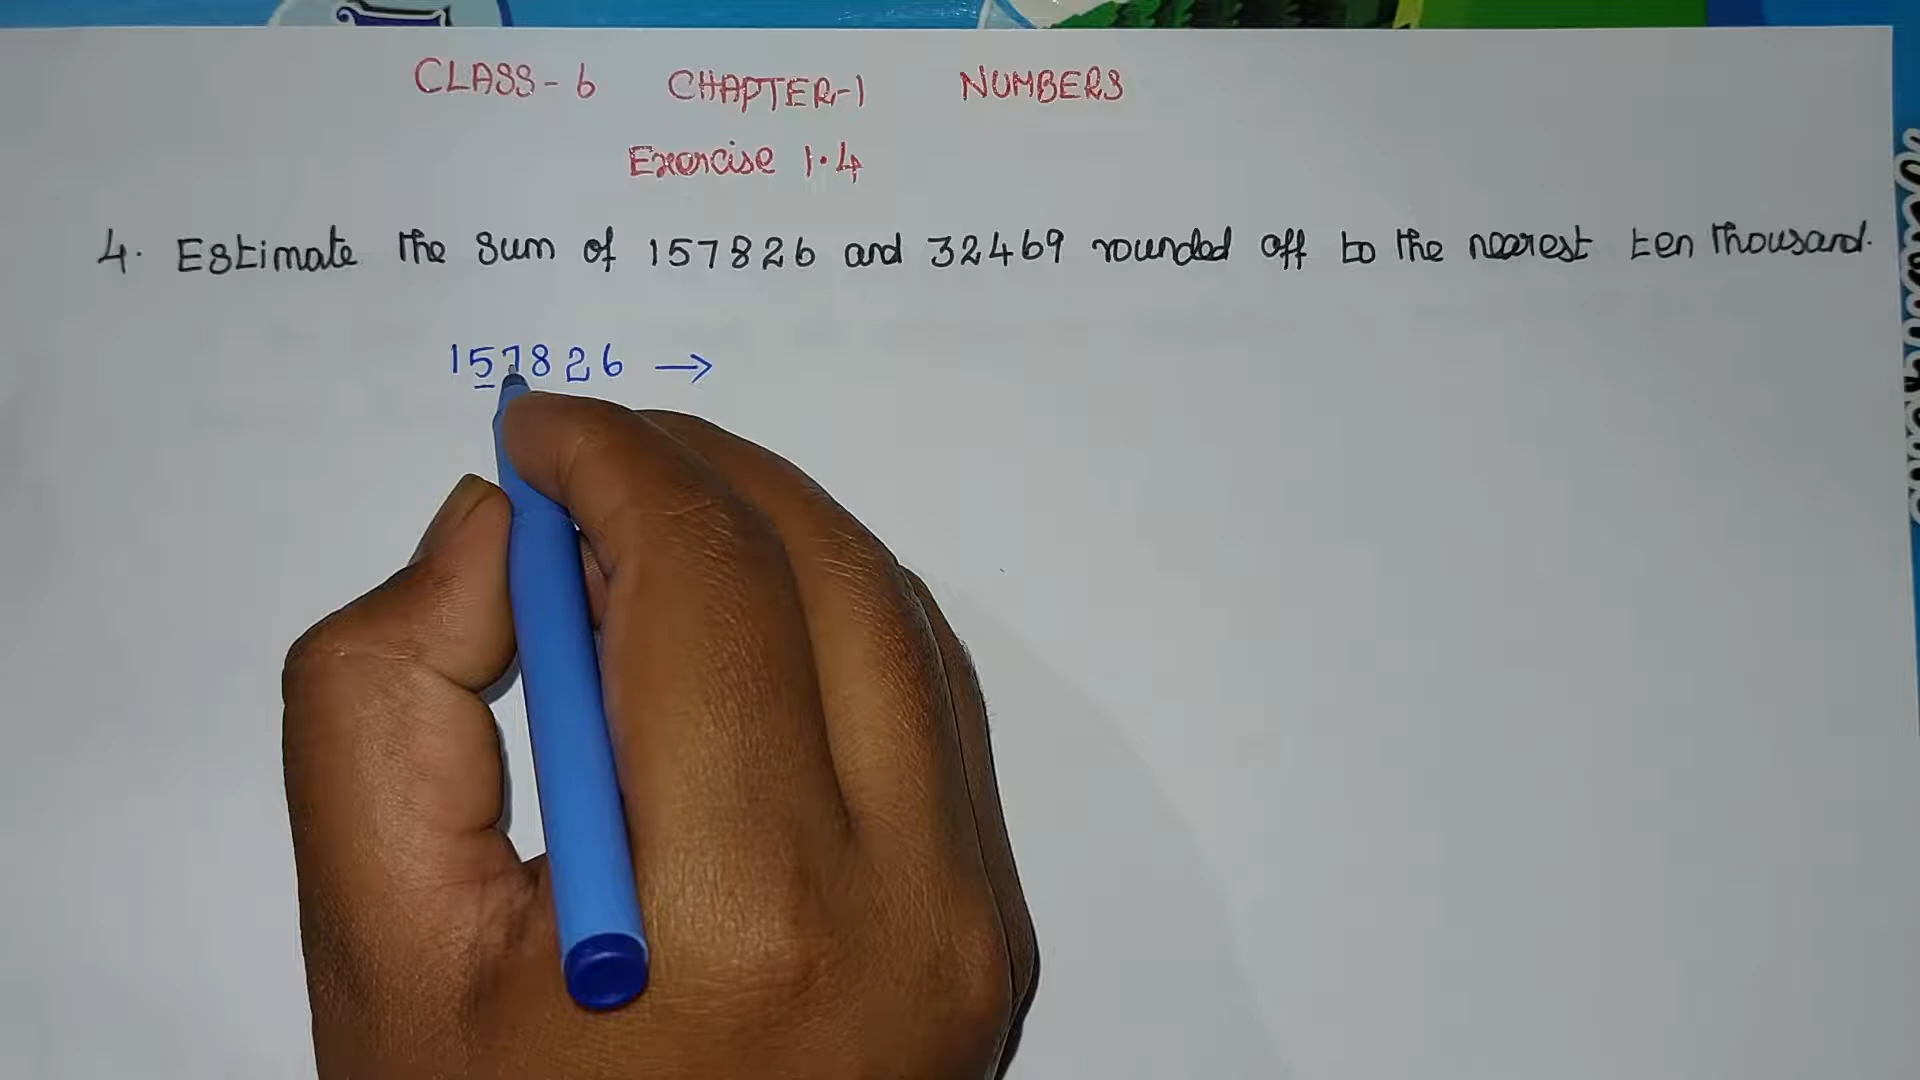 CLASS-6 CHAPTER-1 NUMBERS
Exercise 1.4
4. Estimate the sum of 157826 and 32469 rounded off to the nearest ten thousand.
157826 →